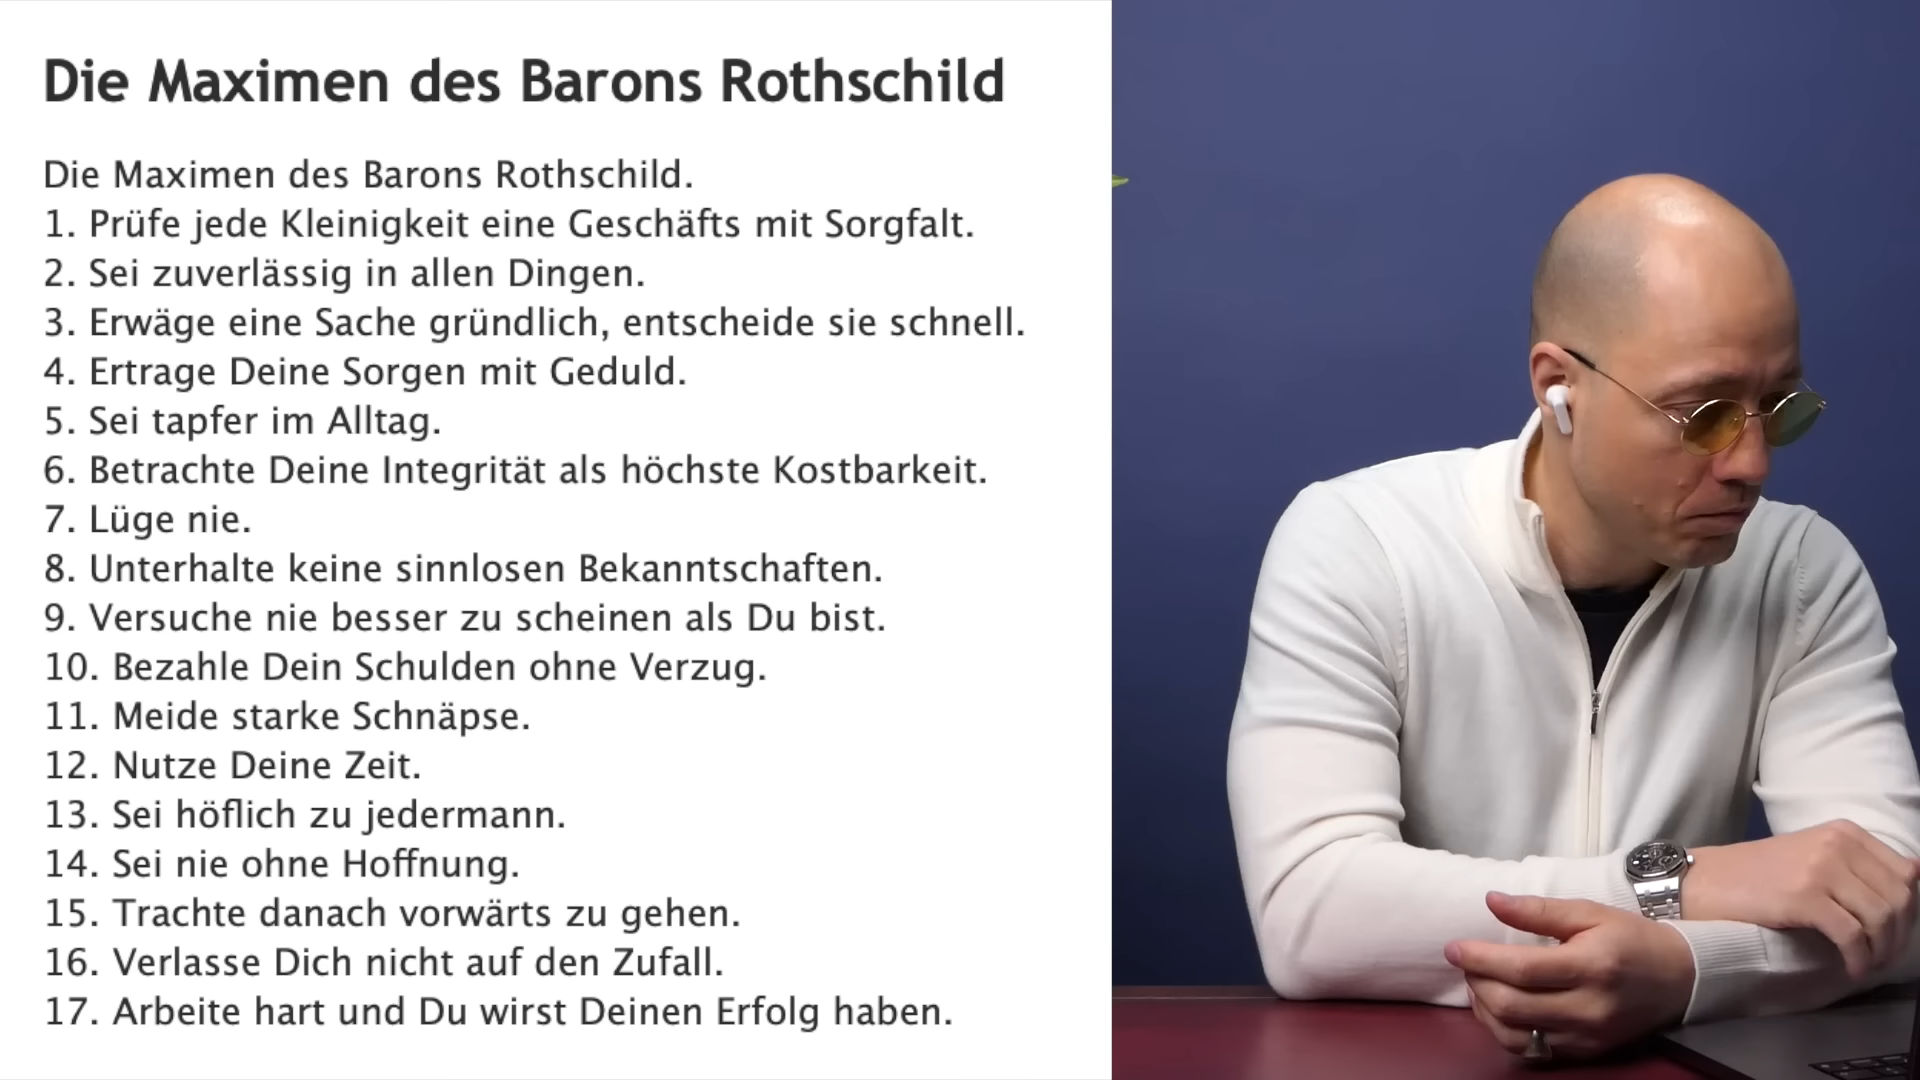 Die Maximen des Barons Rothschild
Die Maximen des Barons Rothschild.
1. Prüfe jede Kleinigkeit eine Geschäfts mit Sorgfalt.
2. Sei zuverlässig in allen Dingen.
3. Erwäge eine Sache gründlich, entscheide sie schnell.
4. Ertrage Deine Sorgen mit Geduld.
5. Sei tapfer im Alltag.
6. Betrachte Deine Integrität als höchste Kostbarkeit.
7. Lüge nie.
8. Unterhalte keine sinnlosen Bekanntschaften.
9. Versuche nie besser zu scheinen als Du bist.
10. Bezahle Dein Schulden ohne Verzug.
11. Meide starke Schnäpse.
12. Nutze Deine Zeit.
13. Sei höflich zu jedermann.
14. Sei nie ohne Hoffnung.
15. Trachte danach vorwärts zu gehen.
16. Verlasse Dich nicht auf den Zufall.
17. Arbeite hart und Du wirst Deinen Erfolg haben.